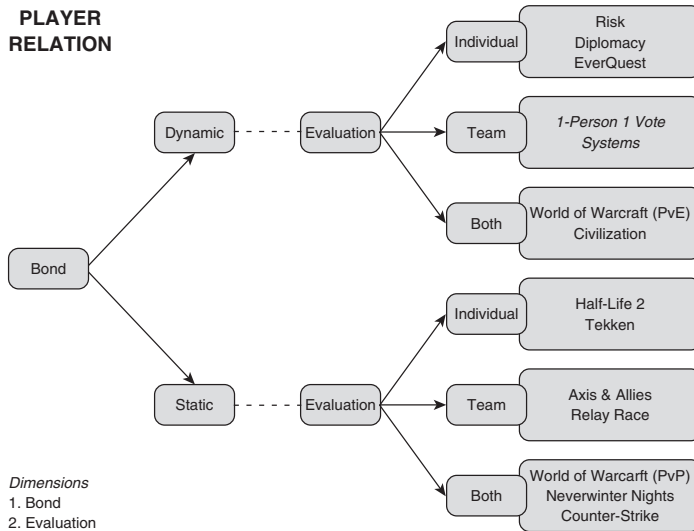 PLAYER
RELATION
Individual
Risk
Diplomacy
EverQuest
Dynamic
Evaluation
Team
1-Person 1 Vote
Systems
Both
World of Warcraft (PvE)
Civilization
Bond
Individual
Half-Life 2
Tekken
Static
Evaluation
Team
Axis & Allies
Relay Race
Both
World of Warcarft (PvP)
Neverwinter Nights
Counter-Strike
Dimensions
1. Bond
2. Evaluation